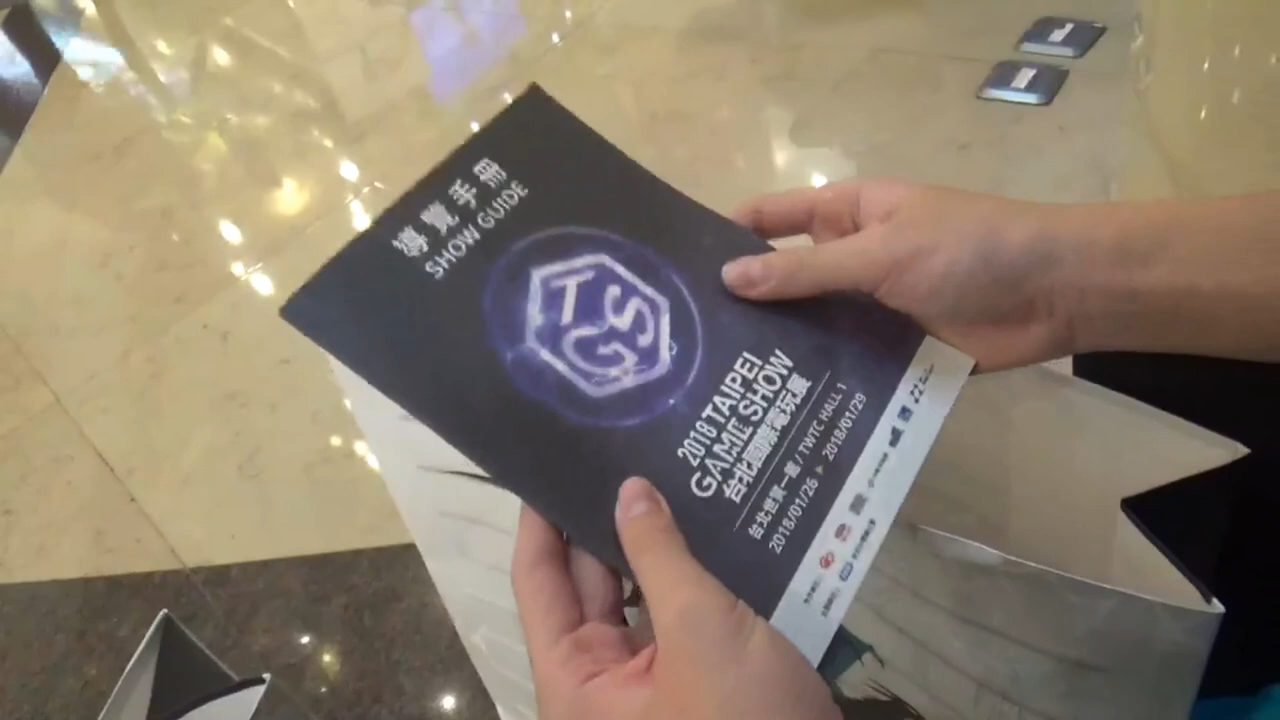 導覽手冊
SHOW GUIDE
TGS
2018 TAIPEI
GAME SHOW
台北國際電玩展
台北世貿一館 / TWTC HALL 1
2018/01/26 ▶ 2018/01/29